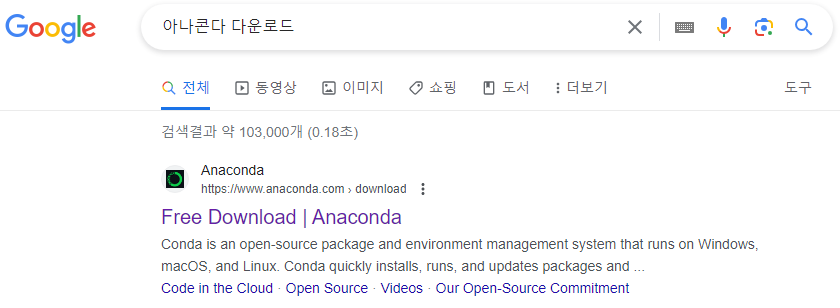 Google 아나콘다 다운로드
전체 동영상 이미지 쇼핑 도서 더보기 도구
검색결과 약 103,000개 (0.18초)
Anaconda
https://www.anaconda.com › download
Free Download | Anaconda
Conda is an open-source package and environment management system that runs on Windows,
macOS, and Linux. Conda quickly installs, runs, and updates packages and ...
Code in the Cloud · Open Source · Videos · Our Open-Source Commitment